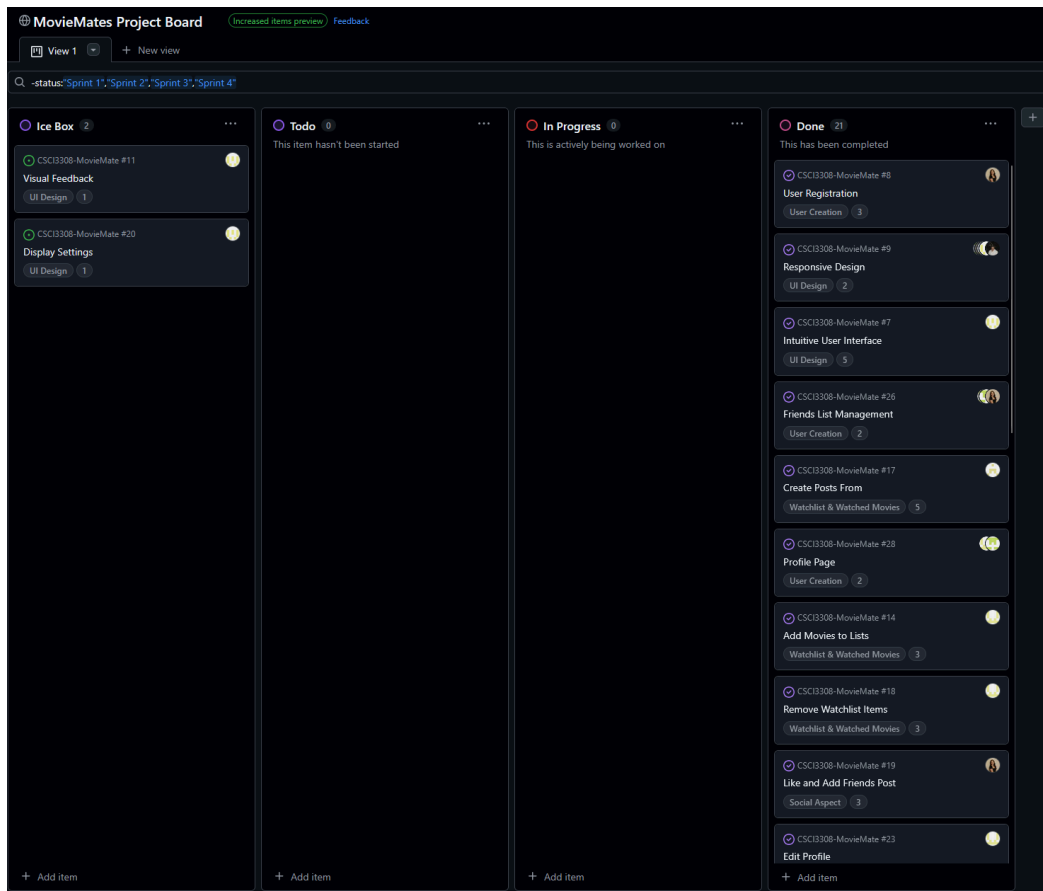 MovieMates Project Board
Increased items preview
Feedback
View 1
New view
-status:"Sprint 1","Sprint 2","Sprint 3","Sprint 4"
Ice Box 2
CSCI3308-MovieMate #11
Visual Feedback
UI Design 1
CSCI3308-MovieMate #20
Display Settings
UI Design 1
+ Add item
Todo 0
This item hasn't been started
+ Add item
In Progress 0
This is actively being worked on
+ Add item
Done 21
This has been completed
CSCI3308-MovieMate #8
User Registration
User Creation 3
CSCI3308-MovieMate #9
Responsive Design
UI Design 2
CSCI3308-MovieMate #7
Intuitive User Interface
UI Design 5
CSCI3308-MovieMate #26
Friends List Management
User Creation 2
CSCI3308-MovieMate #17
Create Posts From
Watchlist & Watched Movies 5
CSCI3308-MovieMate #28
Profile Page
User Creation 2
CSCI3308-MovieMate #14
Add Movies to Lists
Watchlist & Watched Movies 3
CSCI3308-MovieMate #18
Remove Watchlist Items
Watchlist & Watched Movies 3
CSCI3308-MovieMate #19
Like and Add Friends Post
Social Aspect 3
CSCI3308-MovieMate #23
Edit Profile
+ Add item